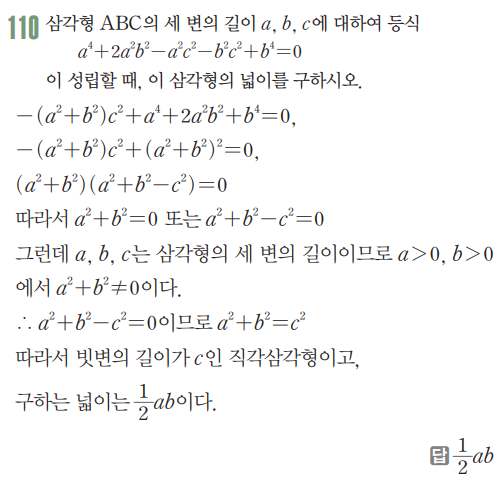 110 삼각형 ABC의 세 변의 길이 a, b, c에 대하여 등식
a⁴+2a²b²−a²c²−b²c²+b⁴=0
이 성립할 때, 이 삼각형의 넓이를 구하시오.
−(a²+b²)c²+a⁴+2a²b²+b⁴=0,
−(a²+b²)c²+(a²+b²)²=0,
(a²+b²)(a²+b²−c²)=0
따라서 a²+b²=0 또는 a²+b²−c²=0
그런데 a, b, c는 삼각형의 세 변의 길이이므로 a>0, b>0
에서 a²+b²≠0이다.
∴ a²+b²−c²=0이므로 a²+b²=c²
따라서 빗변의 길이가 c인 직각삼각형이고,
구하는 넓이는 1/2 ab이다.
답 1/2 ab